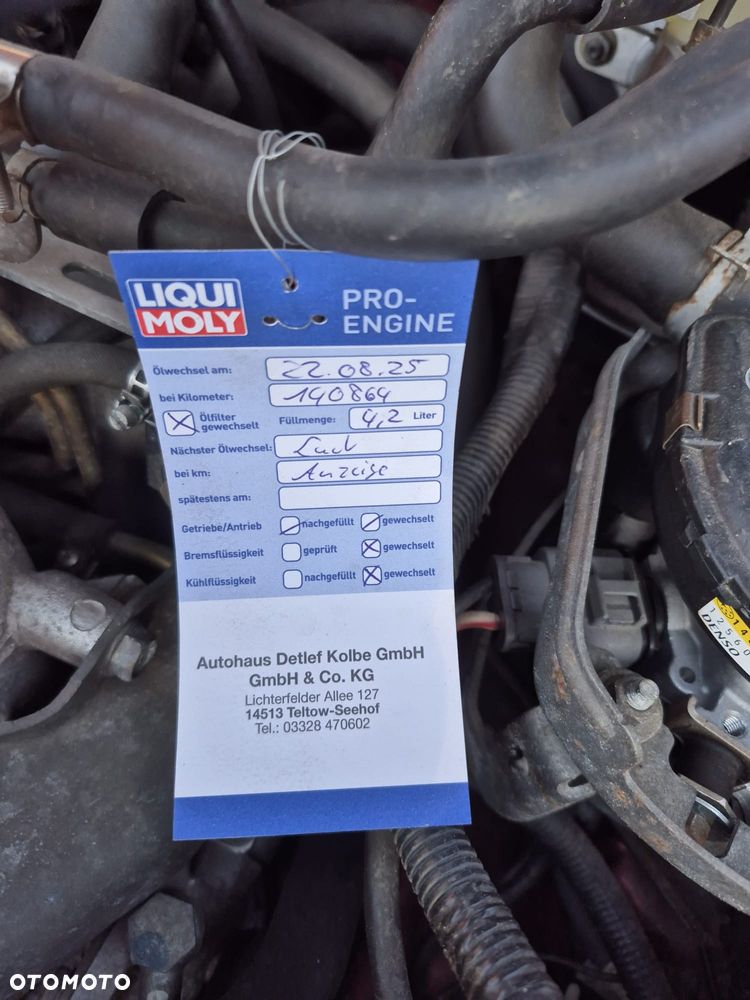 LIQUI
MOLY
PRO-
ENGINE
Ölwechsel am: 22.08.25
bei Kilometer: 140864
Ölfilter
gewechselt
Füllmenge: 4,2 Liter
Nächster Ölwechsel: Laut
bei km: Anzeige
spätestens am:
Getriebe/Antrieb nachgefüllt gewechselt
Bremsflüssigkeit geprüft gewechselt
Kühlflüssigkeit nachgefüllt gewechselt
Autohaus Detlef Kolbe GmbH
GmbH & Co. KG
Lichterfelder Allee 127
14513 Teltow-Seehof
Tel.: 03328 470602
DENSO
OTOMOTO